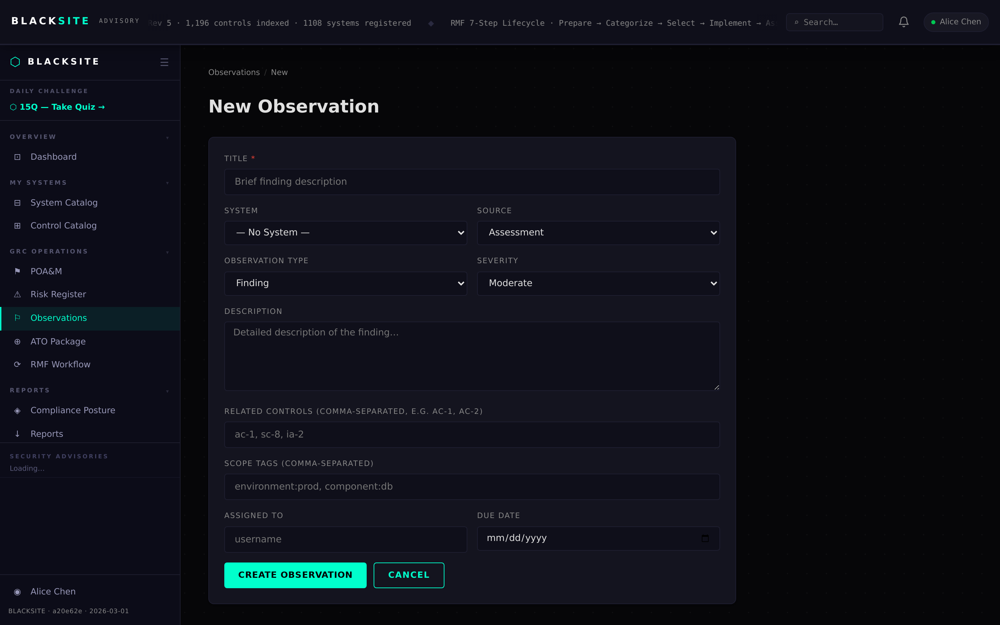 BLACKSITE ADVISORY Rev 5 · 1,196 controls indexed · 1108 systems registered ◆ RMF 7-Step Lifecycle · Prepare → Categorize → Select → Implement → As Search… Alice Chen
BLACKSITE
DAILY CHALLENGE
15Q — Take Quiz →
OVERVIEW
Dashboard
MY SYSTEMS
System Catalog
Control Catalog
GRC OPERATIONS
POA&M
Risk Register
Observations
ATO Package
RMF Workflow
REPORTS
Compliance Posture
Reports
SECURITY ADVISORIES
Loading…
Alice Chen
BLACKSITE · a20e62e · 2026-03-01
Observations / New
New Observation
TITLE *
Brief finding description
SYSTEM
— No System —
SOURCE
Assessment
OBSERVATION TYPE
Finding
SEVERITY
Moderate
DESCRIPTION
Detailed description of the finding…
RELATED CONTROLS (COMMA-SEPARATED, E.G. AC-1, AC-2)
ac-1, sc-8, ia-2
SCOPE TAGS (COMMA-SEPARATED)
environment:prod, component:db
ASSIGNED TO
username
DUE DATE
mm/dd/yyyy
CREATE OBSERVATION
CANCEL